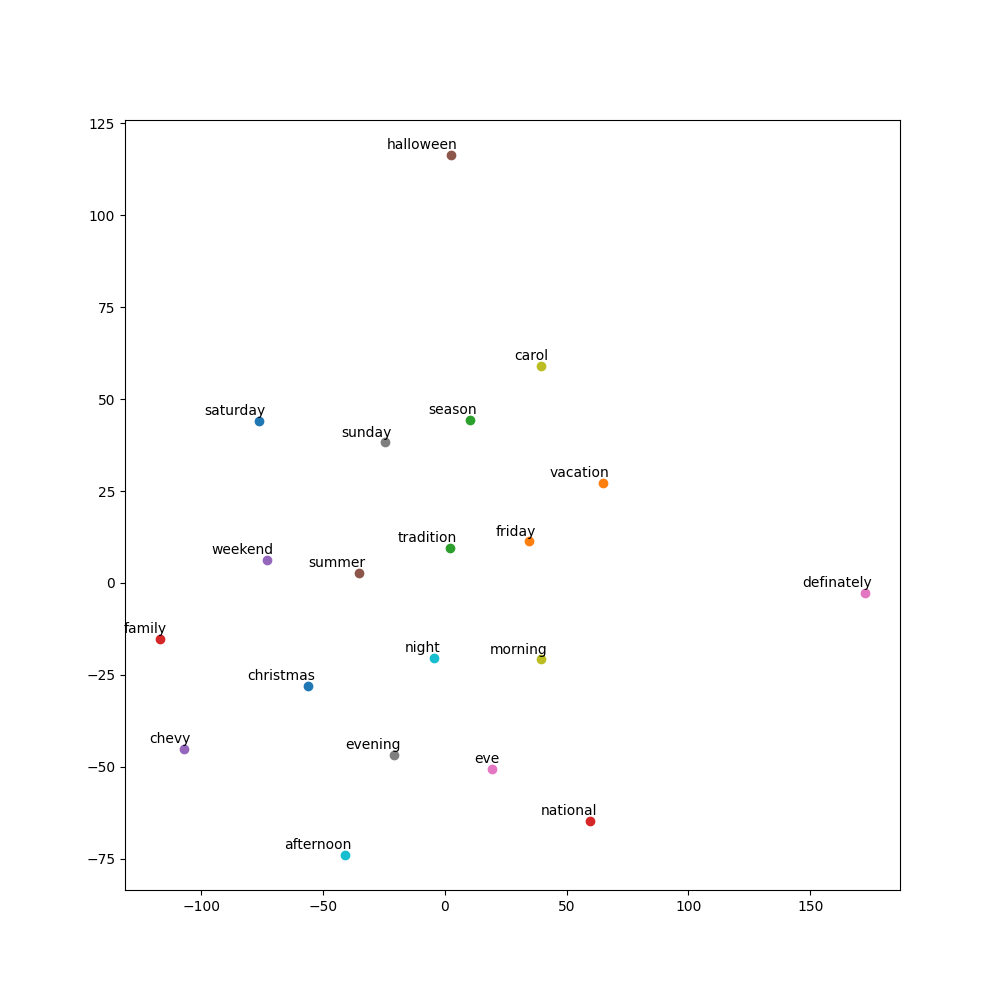 125
halloween
100
75
carol
50
saturday
season
sunday
25
vacation
friday
tradition
weekend
summer
0
definately
family
night
morning
−25
christmas
chevy
evening
−50
eve
national
afternoon
−75
−100
−50
0
50
100
150